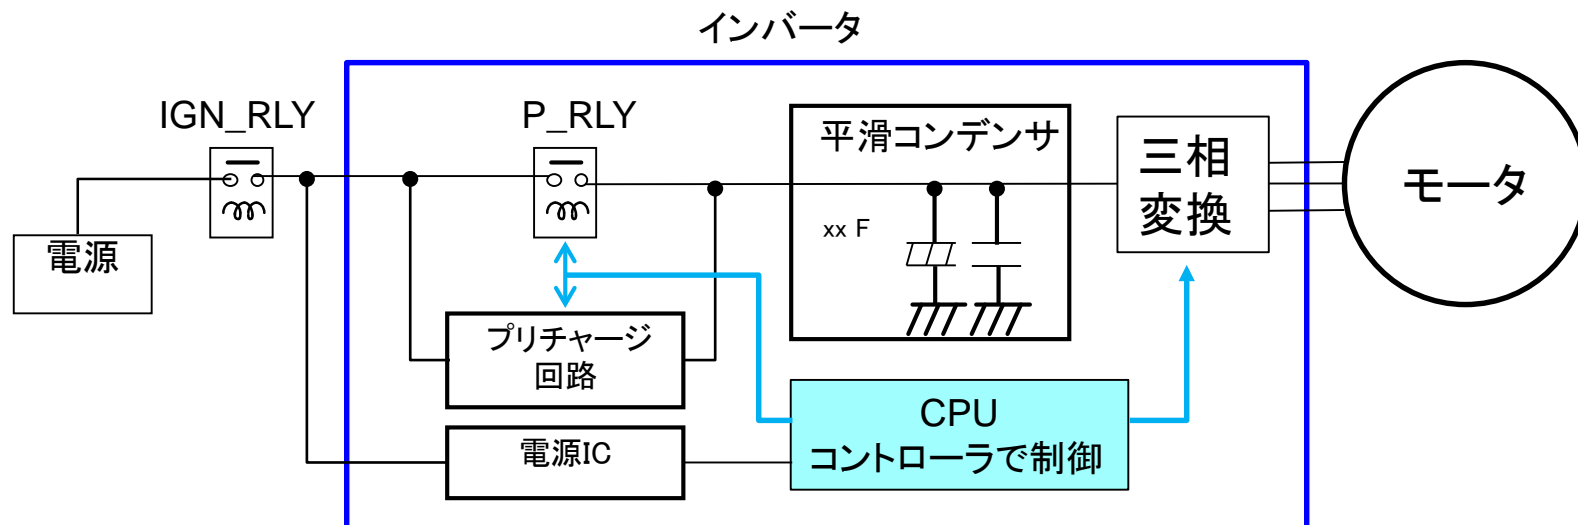 インバータ
IGN_RLY
P_RLY
平滑コンデンサ
三相
変換
モータ
xx F
電源
プリチャージ
回路
CPU
コントローラで制御
電源IC